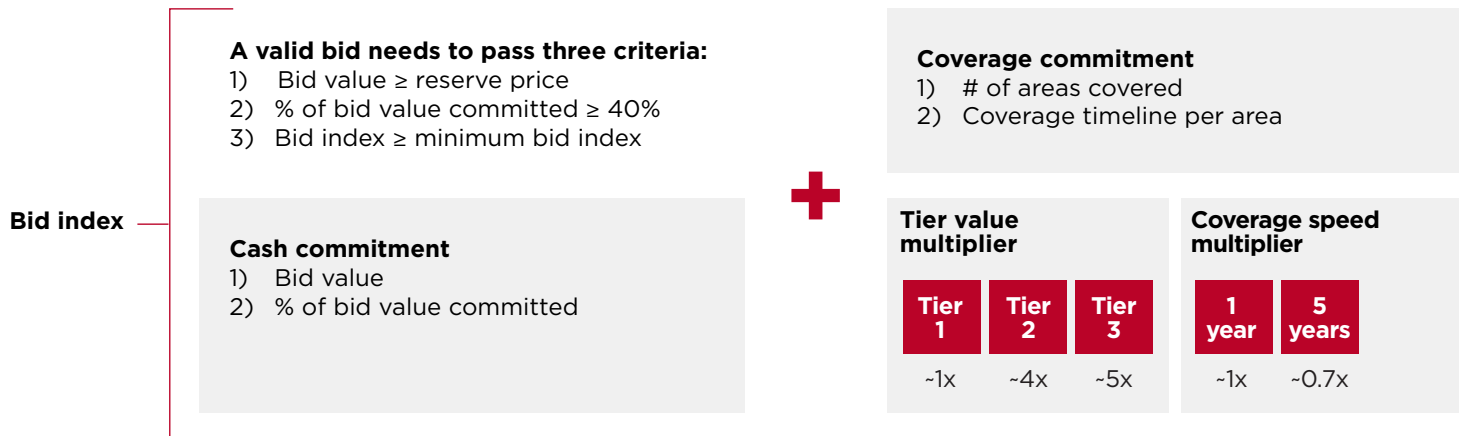 Bid index
A valid bid needs to pass three criteria:
1) Bid value ≥ reserve price
2) % of bid value committed ≥ 40%
3) Bid index ≥ minimum bid index
Cash commitment
1) Bid value
2) % of bid value committed
+
Coverage commitment
1) # of areas covered
2) Coverage timeline per area
Tier value
multiplier
Tier
1
Tier
2
Tier
3
~1x
~4x
~5x
Coverage speed
multiplier
1
year
5
years
~1x
~0.7x